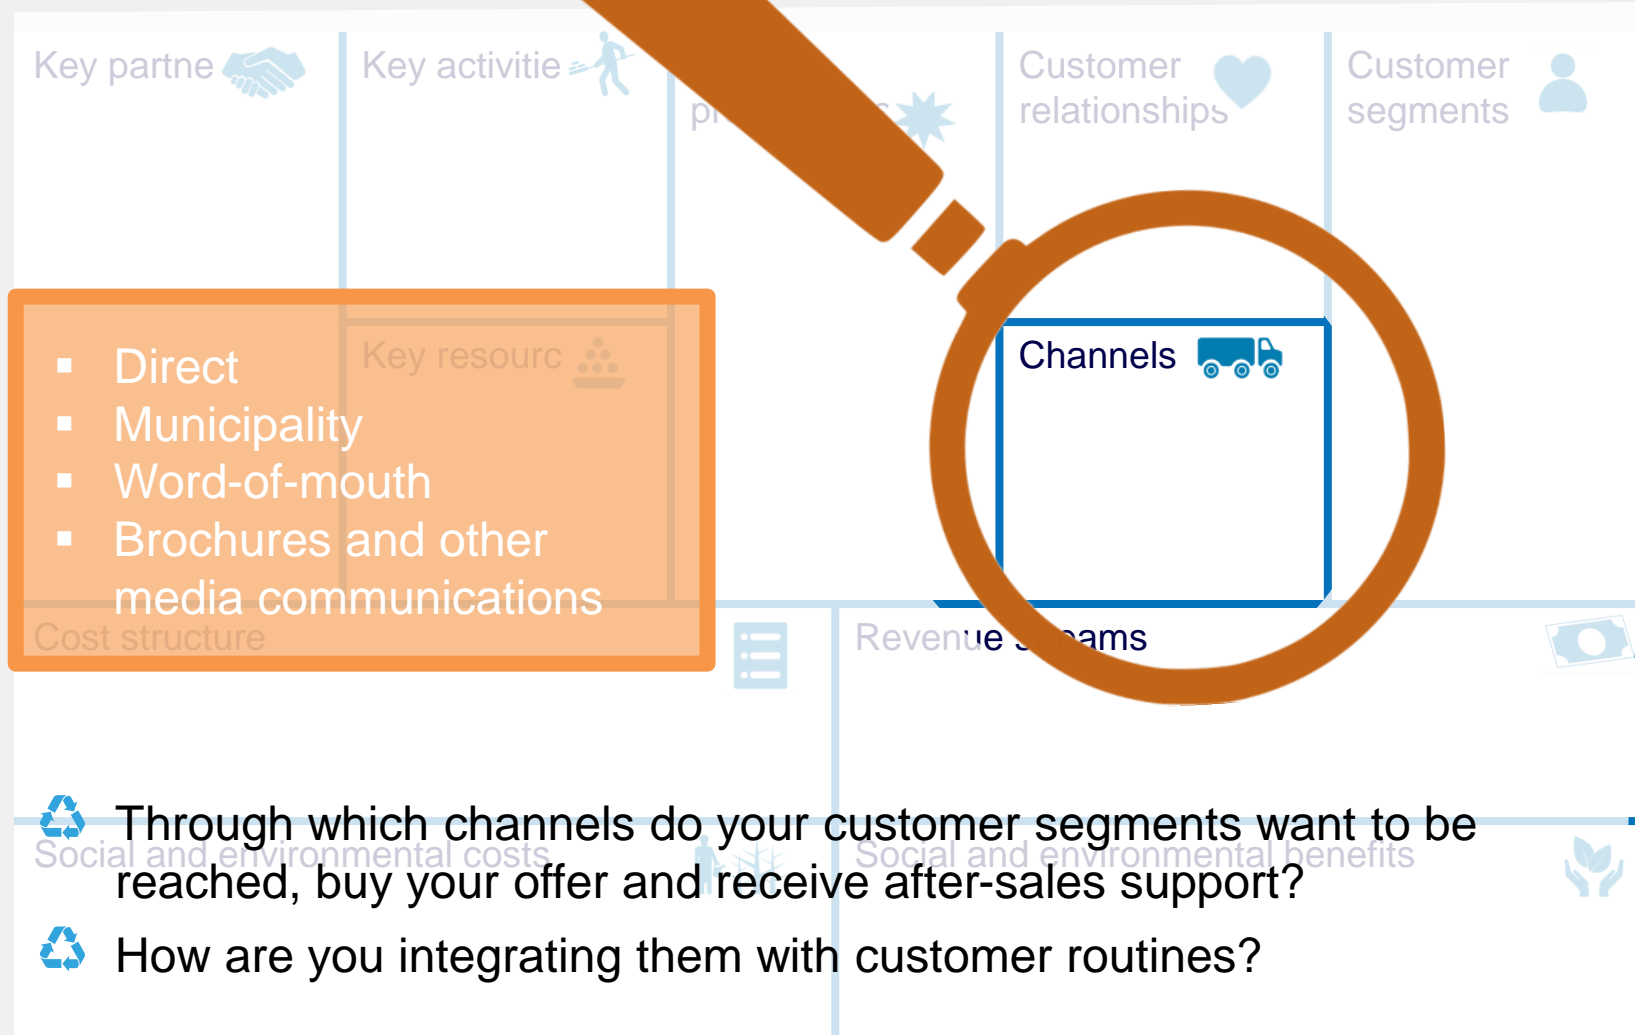 Key partne
Key activitie
Customer
relationships
Customer
segments
Key resourc
Channels
Direct
Municipality
Word-of-mouth
Brochures and other
media communications
Cost structure
Revenue streams
Through which channels do your customer segments want to be
reached, buy your offer and receive after-sales support?
Social and environmental costs
Social and environmental benefits
How are you integrating them with customer routines?